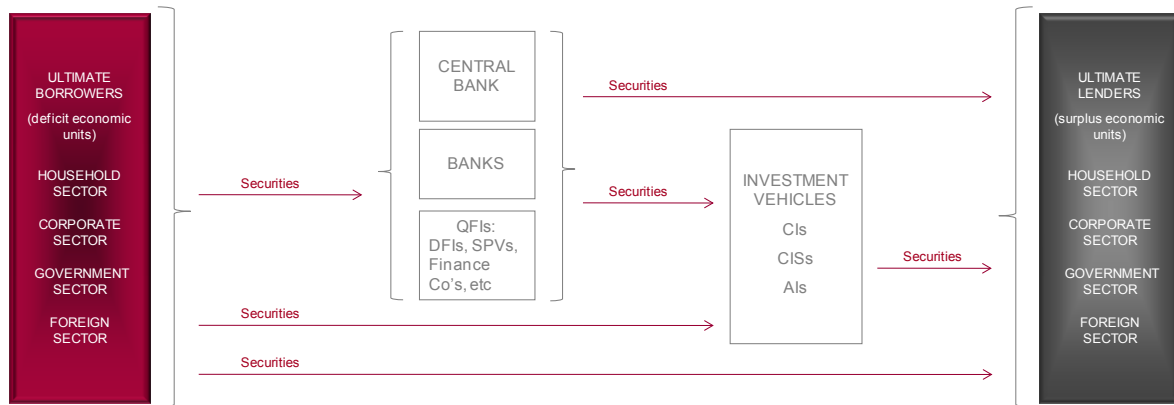 ULTIMATE
BORROWERS
(deficit economic
units)
HOUSEHOLD
SECTOR
CORPORATE
SECTOR
GOVERNMENT
SECTOR
FOREIGN
SECTOR
Securities
Securities
Securities
CENTRAL
BANK
BANKS
QFIs:
DFIs, SPVs,
Finance
Co's, etc
Securities
Securities
INVESTMENT
VEHICLES
CIs
CISs
AIs
Securities
ULTIMATE
LENDERS
(surplus economic
units)
HOUSEHOLD
SECTOR
CORPORATE
SECTOR
GOVERNMENT
SECTOR
FOREIGN
SECTOR